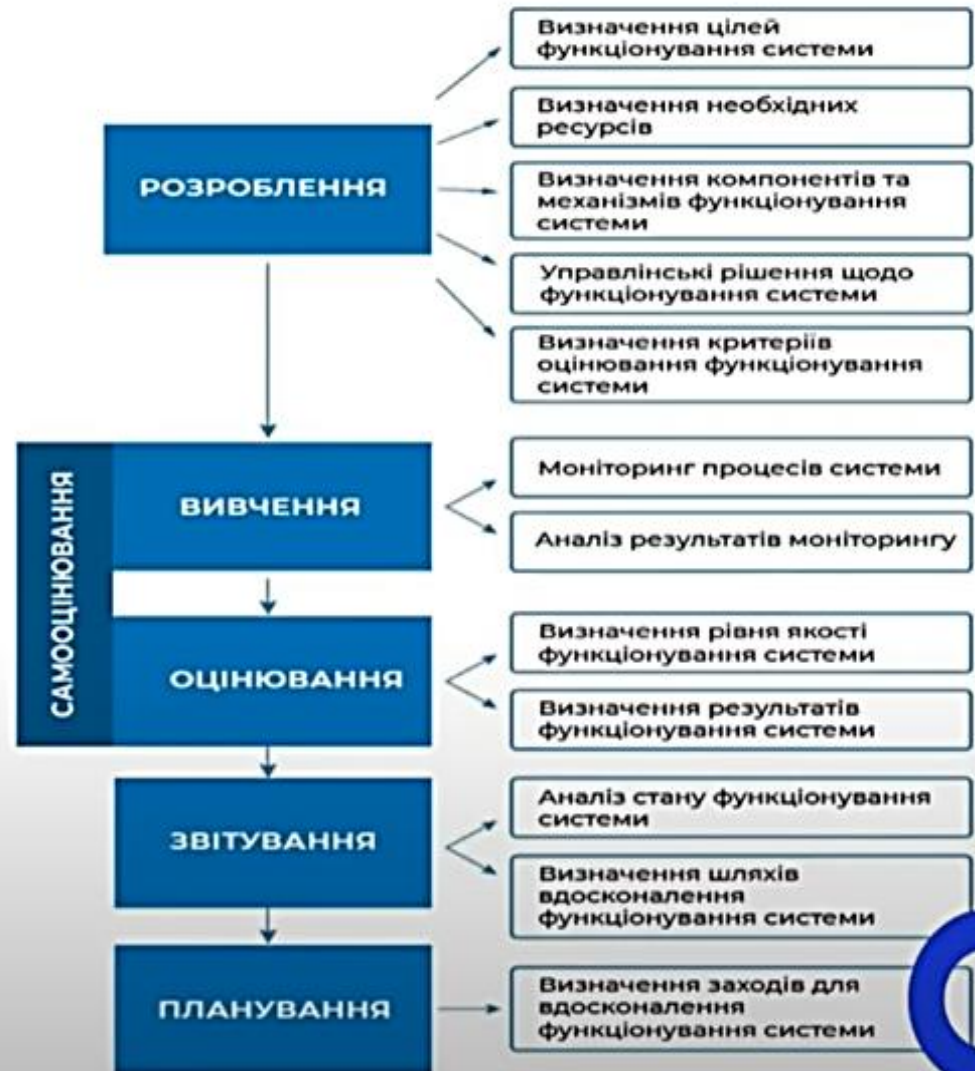 РОЗРОБЛЕННЯ
Визначення цілей
функціонування системи
Визначення необхідних
ресурсів
Визначення компонентів та
механізмів функціонування
системи
Управлінські рішення щодо
функціонування системи
Визначення критеріїв
оцінювання функціонування
системи
САМООЦІНЮВАННЯ
ВИВЧЕННЯ
Моніторинг процесів системи
Аналіз результатів моніторингу
ОЦІНЮВАННЯ
Визначення рівня якості
функціонування системи
Визначення результатів
функціонування системи
ЗВІТУВАННЯ
Аналіз стану функціонування
системи
Визначення шляхів
вдосконалення
функціонування системи
ПЛАНУВАННЯ
Визначення заходів для
вдосконалення
функціонування системи